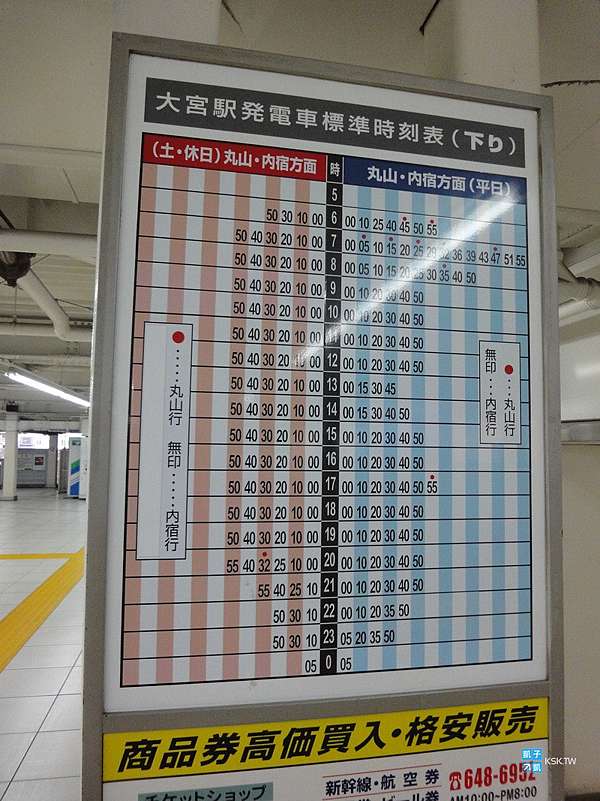 大宮駅発電車標準時刻表(下り)
(土・休日)丸山・内宿方面 時 丸山・内宿方面(平日)
5
50 30 10 00 6 00 10 25 40 45 50 55
50 40 30 20 10 00 7 00 05 10 15 20 25 29 32 36 39 43 47 51 55
50 40 30 20 10 00 8 00 05 10 15 20 25 30 35 40 50
50 40 30 20 10 00 9 00 10 20 30 40 50
50 40 30 20 10 00 10 00 10 20 30 40 50
50 40 30 20 10 00 11 00 10 20 30 40 50
50 40 30 20 10 00 12 00 10 20 30 40 50
50 40 30 20 10 00 13 00 15 30 45
50 40 30 20 10 00 14 00 15 30 40 50
50 40 30 20 10 00 15 00 10 20 30 40 50
50 40 30 20 10 00 16 00 10 20 30 40 50
50 40 30 20 10 00 17 00 10 20 30 40 50 55
50 40 30 20 10 00 18 00 10 20 30 40 50
50 40 30 20 10 00 19 00 10 20 30 40 50
55 40 32 25 10 00 20 00 10 20 30 40 50
55 40 25 10 00 21 00 10 20 30 40 50
50 30 10 22 00 10 20 35 50
50 30 10 23 05 20 35 50
05 0 05
●・・・・・丸山行 無印・・・・・内宿行
●・・・丸山行
無印・・・内宿行
商品券高価買入・格安販売
チケットショップ
新幹線・航空券
☎648-6952
AM10:00~PM8:00
凱子凱 KSK.TW